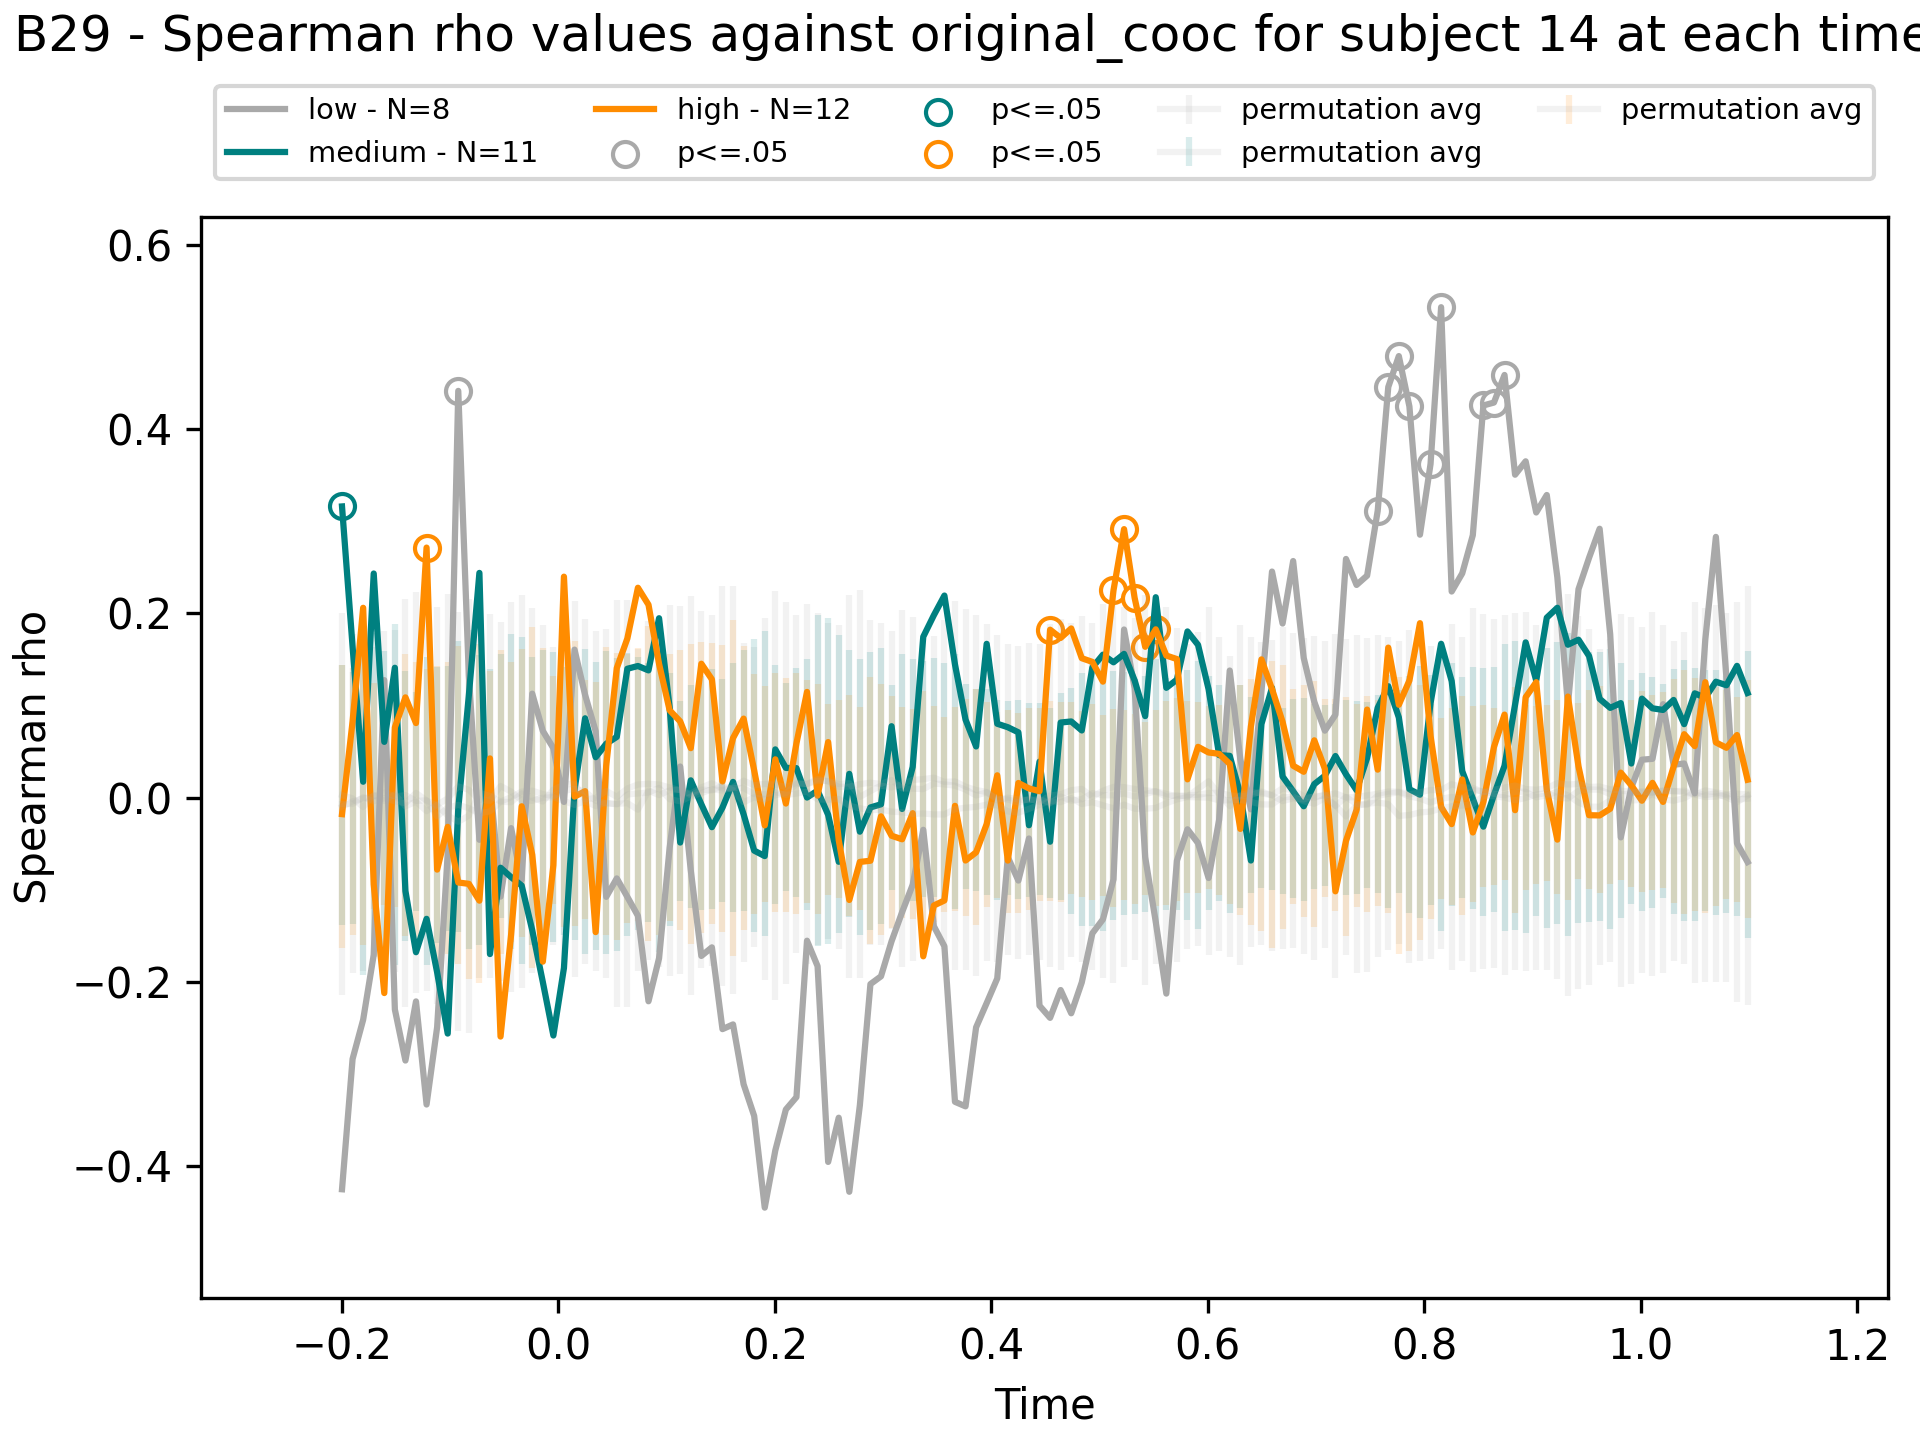 B29 - Spearman rho values against original_cooc for subject 14 at each time
low - N=8
medium - N=11
high - N=12
p<=.05
p<=.05
p<=.05
permutation avg
permutation avg
permutation avg
Spearman rho
0.6
0.4
0.2
0.0
−0.2
−0.4
−0.2 0.0 0.2 0.4 0.6 0.8 1.0 1.2
Time